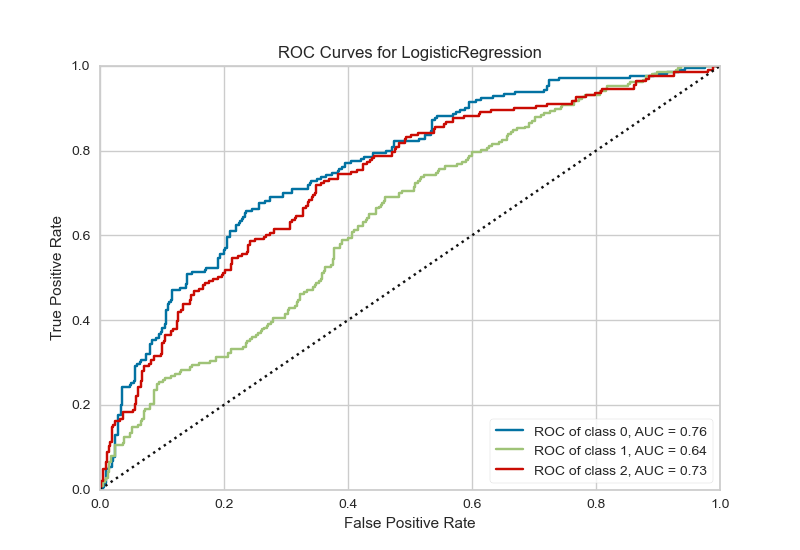 ROC Curves for LogisticRegression
1.0
0.8
0.6
0.4
0.2
0.0
True Positive Rate
ROC of class 0, AUC = 0.76
ROC of class 1, AUC = 0.64
ROC of class 2, AUC = 0.73
0.0 0.2 0.4 0.6 0.8 1.0
False Positive Rate